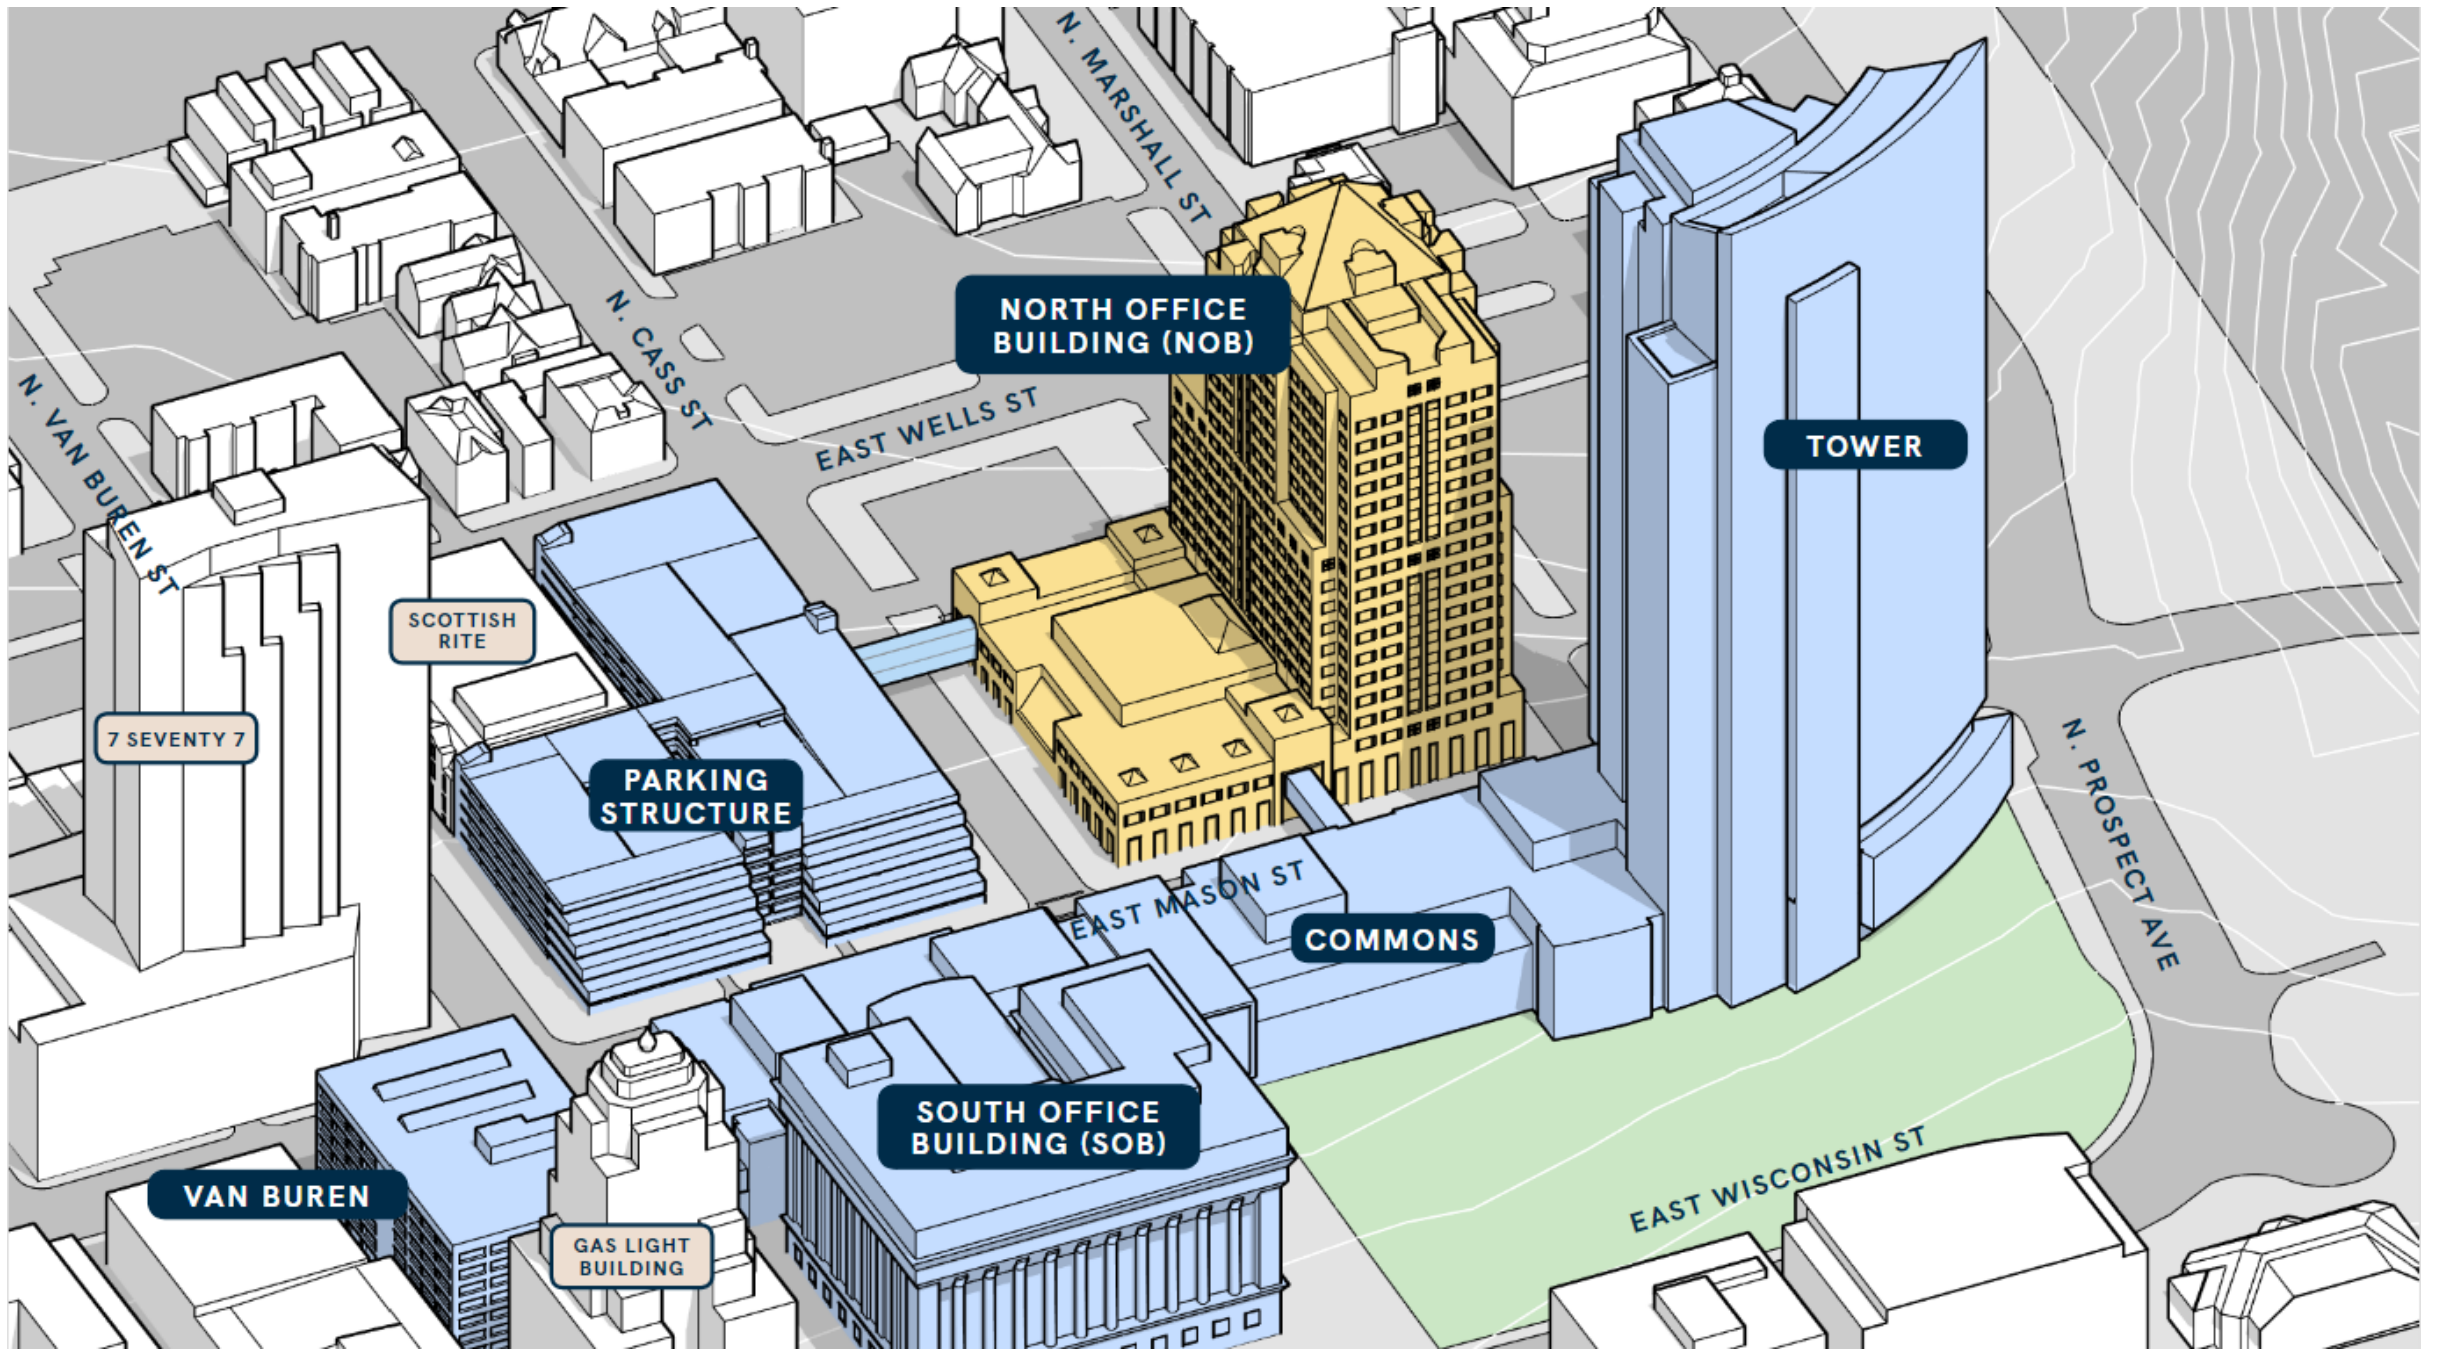 N. MARSHALL ST
NORTH OFFICE
BUILDING (NOB)
N. CASS ST
EAST WELLS ST
N. VAN BUREN ST
TOWER
SCOTTISH
RITE
7 SEVENTY 7
PARKING
STRUCTURE
N. PROSPECT AVE
EAST MASON ST
COMMONS
SOUTH OFFICE
BUILDING (SOB)
EAST WISCONSIN ST
VAN BUREN
GAS LIGHT
BUILDING